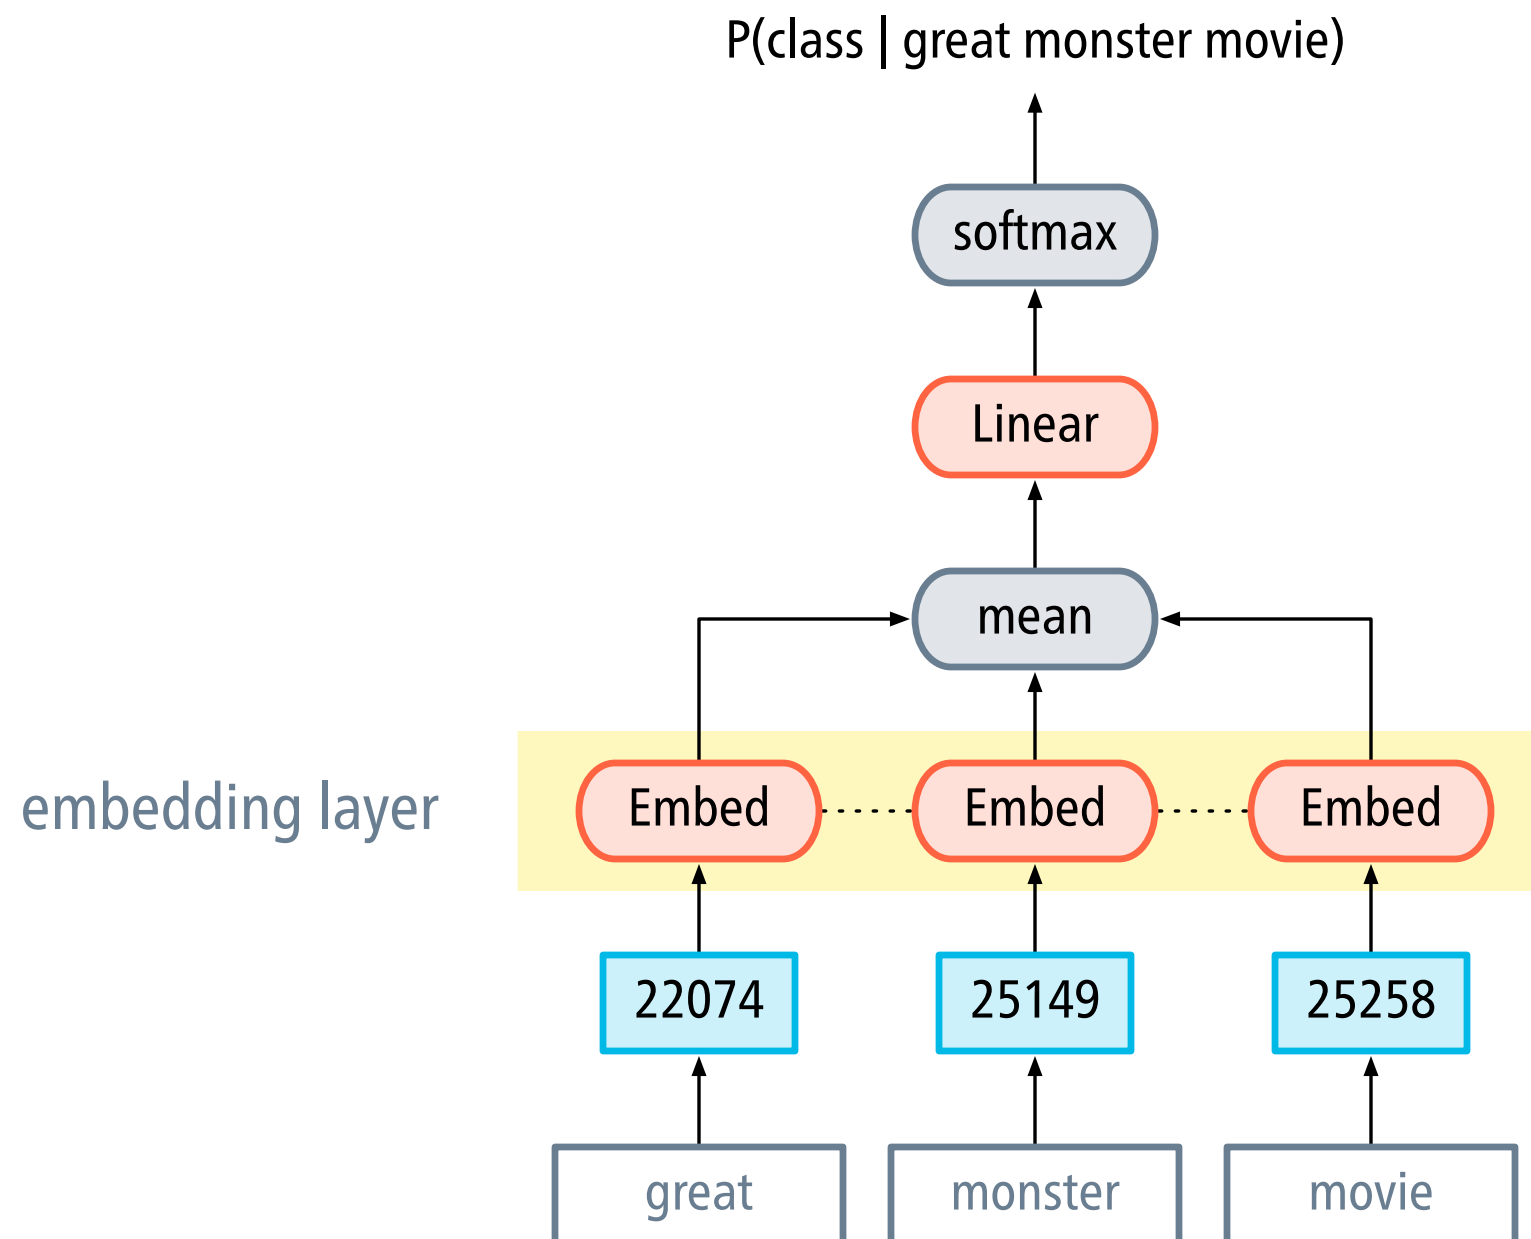 P(class | great monster movie)
softmax
Linear
mean
embedding layer
Embed
Embed
Embed
22074
25149
25258
great
monster
movie